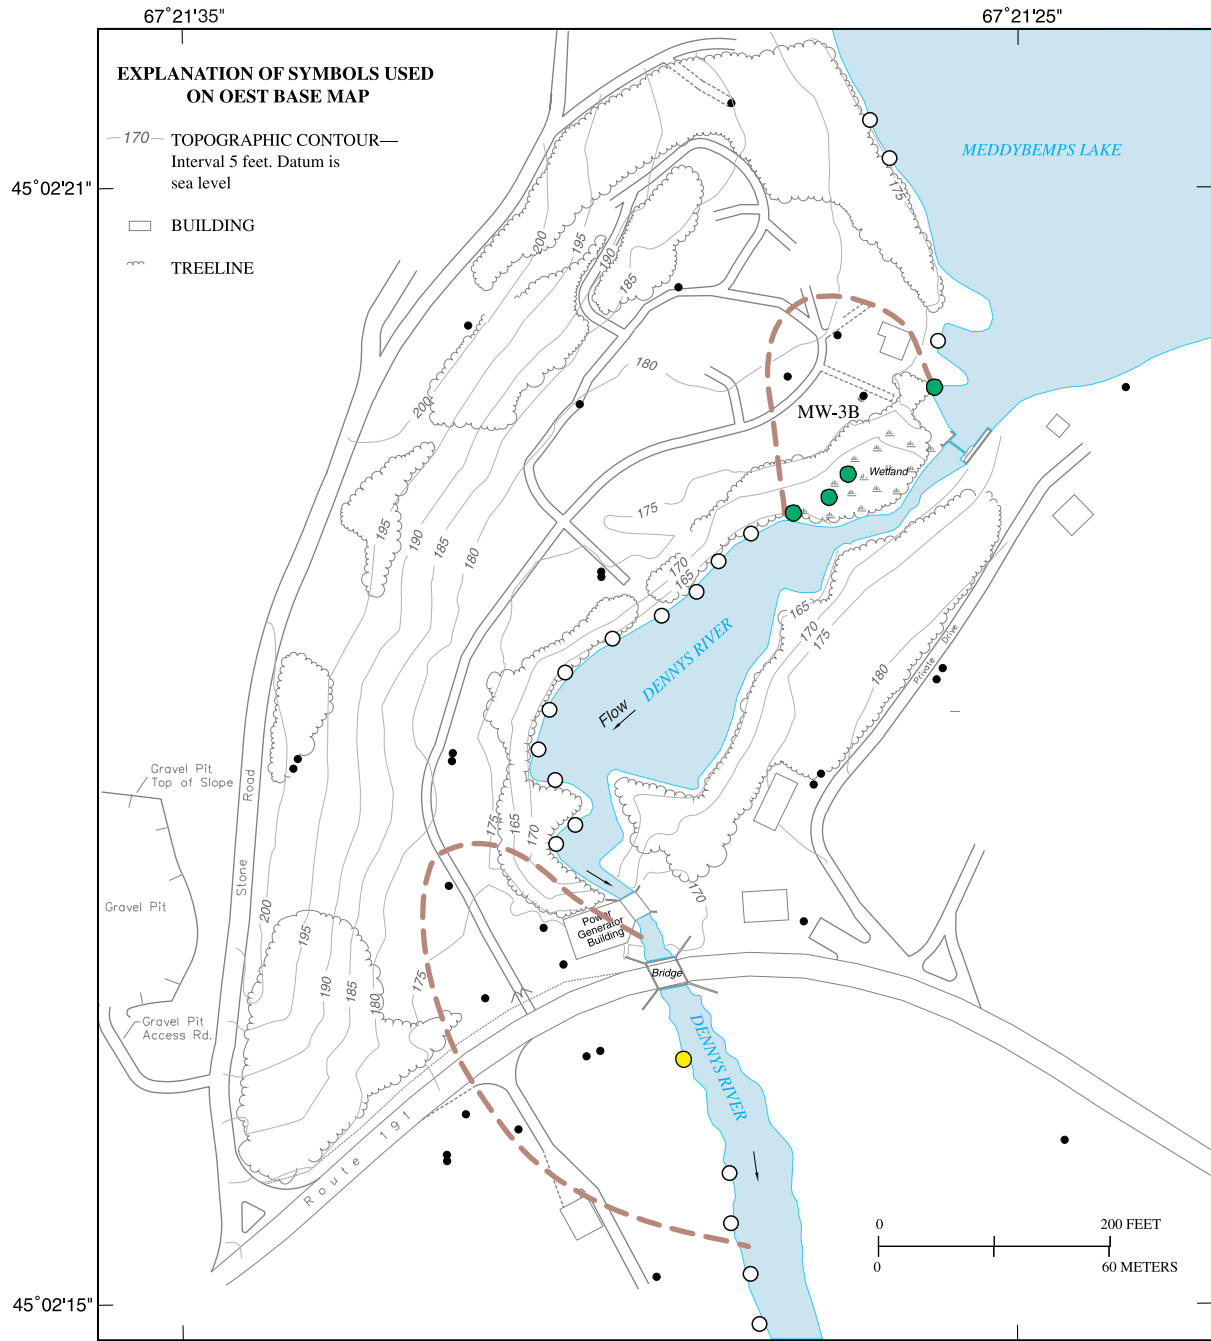 67˚21'35"
67˚21'25"
EXPLANATION OF SYMBOLS USED
ON OEST BASE MAP
170
TOPOGRAPHIC CONTOUR—
Interval 5 feet. Datum is
sea level
MEDDYBEMPS LAKE
45˚02'21"
175
BUILDING
TREELINE
200
195
190
185
180
200
MW-3B
Wetland
175
195
190
185
180
170
165
165
170
175
DENNYS RIVER
Flow
Private Drive
180
Gravel Pit
Top of Slope
Stone Road
175
165
170
170
Gravel Pit
200
195
190
185
180
175
Power
Generator
Building
Bridge
Gravel Pit
Access Rd.
DENNYS RIVER
Route 191
0
200 FEET
0
60 METERS
45˚02'15"